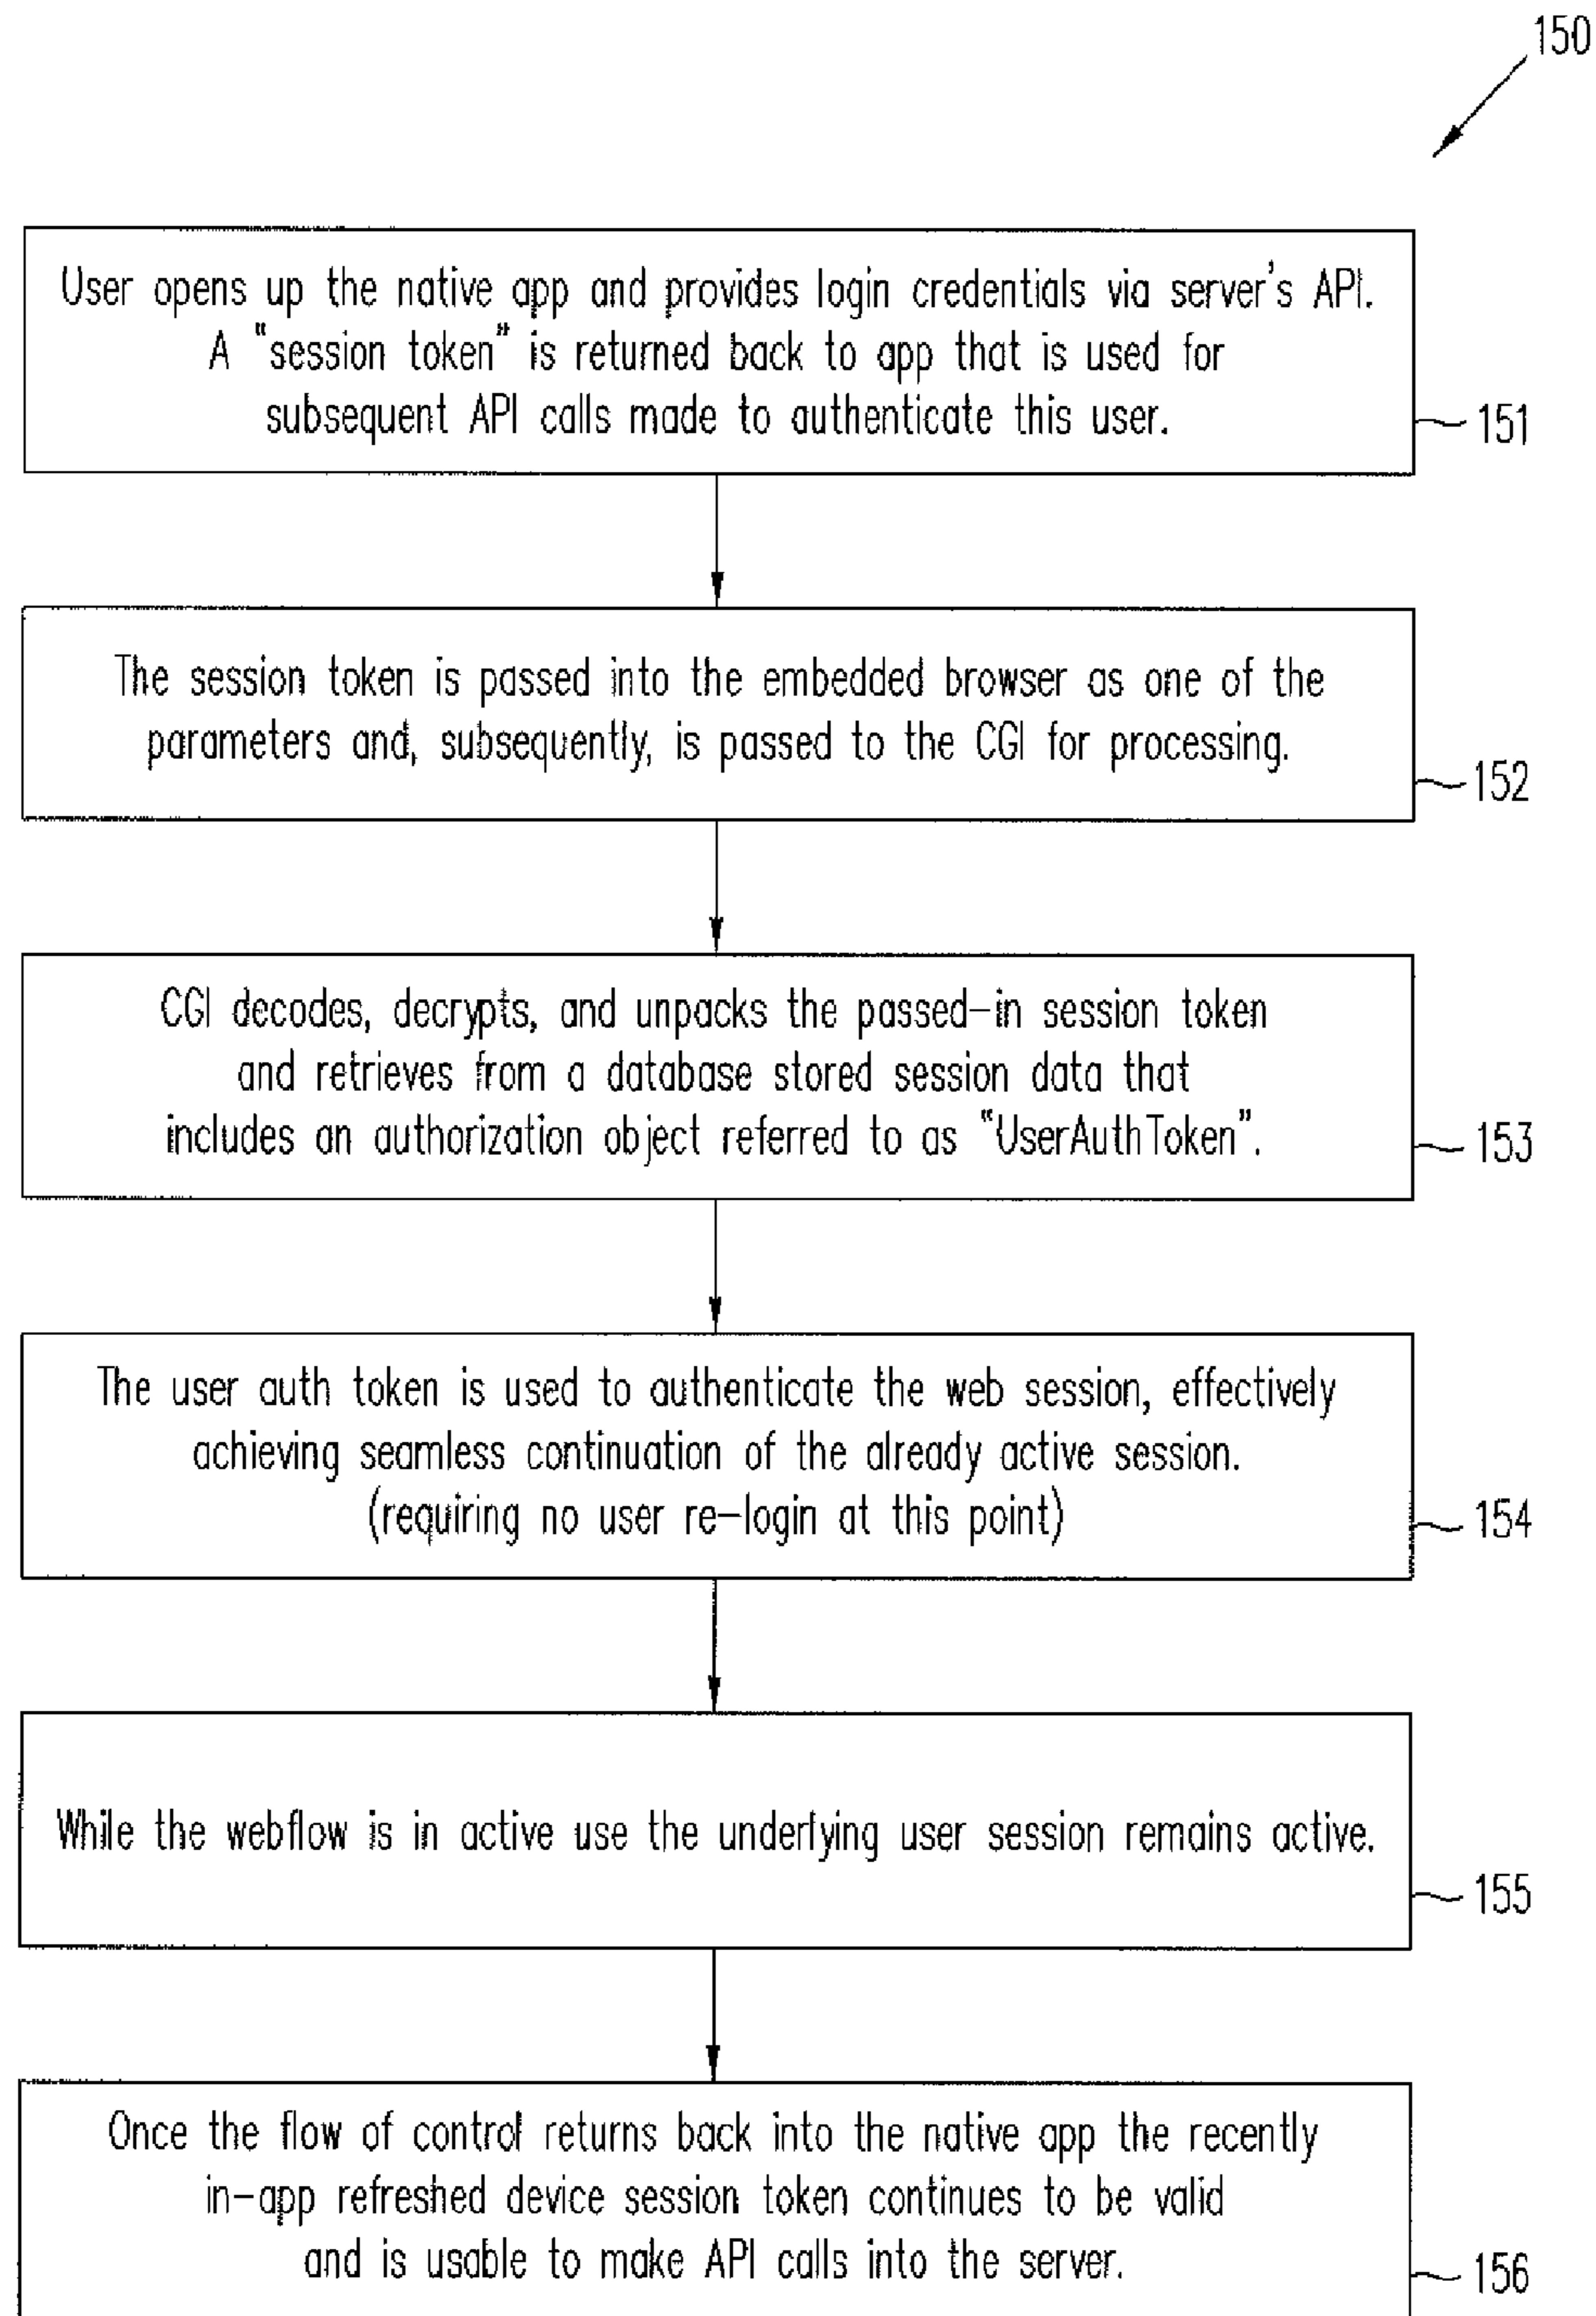 150
User opens up the native app and provides login credentials via server's API.
A "session token" is returned back to app that is used for
subsequent API calls made to authenticate this user.
151
The session token is passed into the embedded browser as one of the
parameters and, subsequently, is passed to the CGI for processing.
152
CGI decodes, decrypts, and unpacks the passed-in session token
and retrieves from a database stored session data that
includes an authorization object referred to as "UserAuthToken".
153
The user auth token is used to authenticate the web session, effectively
achieving seamless continuation of the already active session.
(requiring no user re-login at this point)
154
While the webflow is in active use the underlying user session remains active.
155
Once the flow of control returns back into the native app the recently
in-app refreshed device session token continues to be valid
and is usable to make API calls into the server.
156